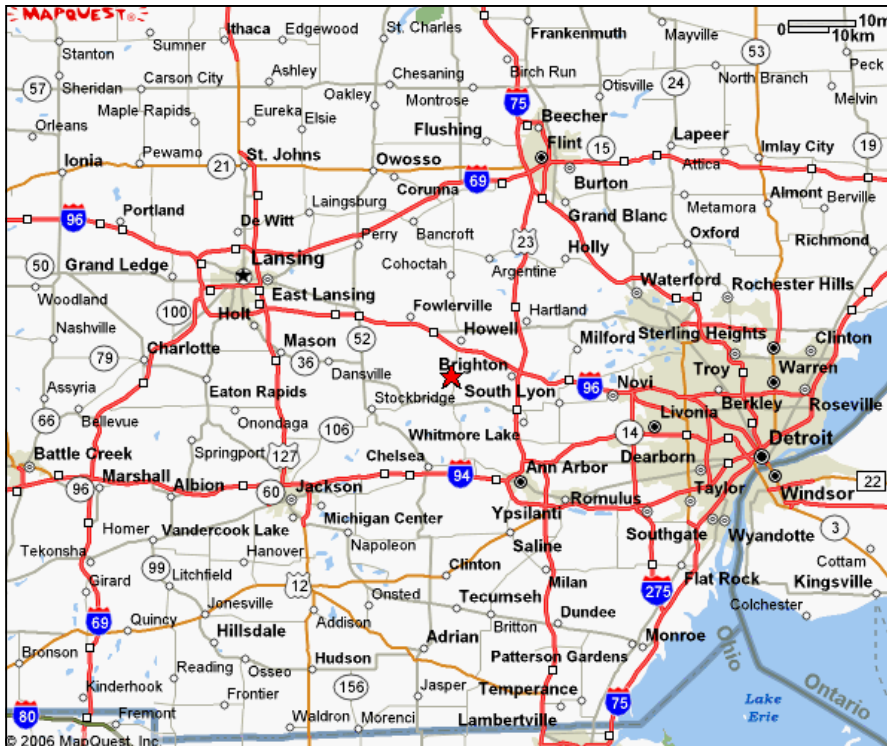 MAPQUEST®
10mi
10km
Ithaca Edgewood St. Charles Frankenmuth Mayville
Sumner 53
Stanton Peck
Ashley Chesaning Birch Run 24 North Branch
57 Sheridan Carson City
Oakley Montrose 75 Otisville Melvin
Maple Rapids Eureka Elsie Beecher
Orleans Flushing Flint Lapeer Imlay City 19
Ionia Pewamo 21 St. Johns Owosso 15
Corunna 69 Attica
Burton
96 Portland Laingsburg Metamora Almont
De Witt Bancroft Grand Blanc Berville
Perry 23 Holly Oxford Richmond
50 Grand Ledge Lansing Cohoctah Argentine
Woodland East Lansing Waterford Rochester Hills
100 Fowlerville Hartland
Holt 52 Howell Sterling Heights Clinton
Nashville Mason Milford
79 Charlotte 36 Brighton Troy Warren
Assyria Eaton Rapids Dansville South Lyon 96 Novi
66 Bellevue Onondaga Stockbridge Livonia Berkley Roseville
106 Whitmore Lake 14 Detroit
Battle Creek Springport 127 Chelsea 94 Ann Arbor Dearborn
96 Marshall Albion 60 Jackson Romulus Taylor Windsor 22
Homer Vandercook Lake Michigan Center Ypsilanti Southgate Wyandotte 3
Tekonsha Hanover Napoleon Saline Cottam
99 Clinton
Girard Litchfield 12 Onsted Milan Flat Rock Kingsville
69 Quincy Jonesville Tecumseh 275 Colchester
Addison Dundee
Hillsdale Britton Monroe
Bronson Hudson Adrian Patterson Gardens Ohio
Reading Osseo
Kinderhook 156 Jasper Temperance Ontario
Frontier 75 Lake
80 Fremont Waldron Morenci Lambertville Erie
© 2006 MapQuest, Inc